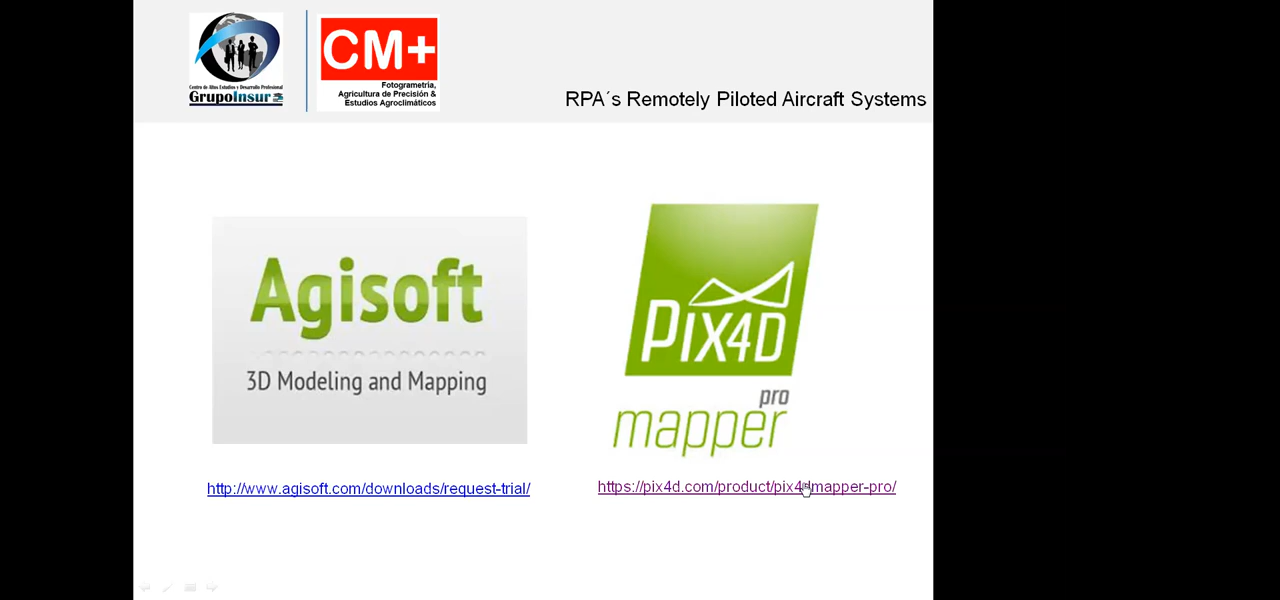 CM+
Centro de Altos Estudios y Desarrollo Profesional
GrupoInsur
Fotogrametria,
Agricultura de Precisión &
Estudios Agroclimáticos
RPA´s Remotely Piloted Aircraft Systems
Agisoft
3D Modeling and Mapping
PIX4D
pro
mapper
http://www.agisoft.com/downloads/request-trial/
https://pix4d.com/product/pix4dmapper-pro/